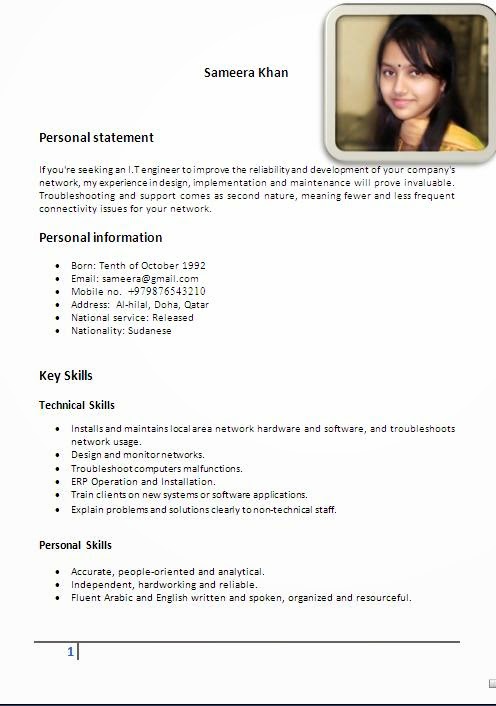 Sameera Khan
Personal statement
If you're seeking an I.T engineer to improve the reliability and development of your company's
network, my experience in design, implementation and maintenance will prove invaluable.
Troubleshooting and support comes as second nature, meaning fewer and less frequent
connectivity issues for your network.
Personal information
• Born: Tenth of October 1992
• Email: sameera@gmail.com
• Mobile no. +979876543210
• Address: Al-hilal, Doha, Qatar
• National service: Released
• Nationality: Sudanese
Key Skills
Technical Skills
• Installs and maintains local area network hardware and software, and troubleshoots
network usage.
• Design and monitor networks.
• Troubleshoot computers malfunctions.
• ERP Operation and Installation.
• Train clients on new systems or software applications.
• Explain problems and solutions clearly to non-technical staff.
Personal Skills
• Accurate, people-oriented and analytical.
• Independent, hardworking and reliable.
• Fluent Arabic and English written and spoken, organized and resourceful.
1